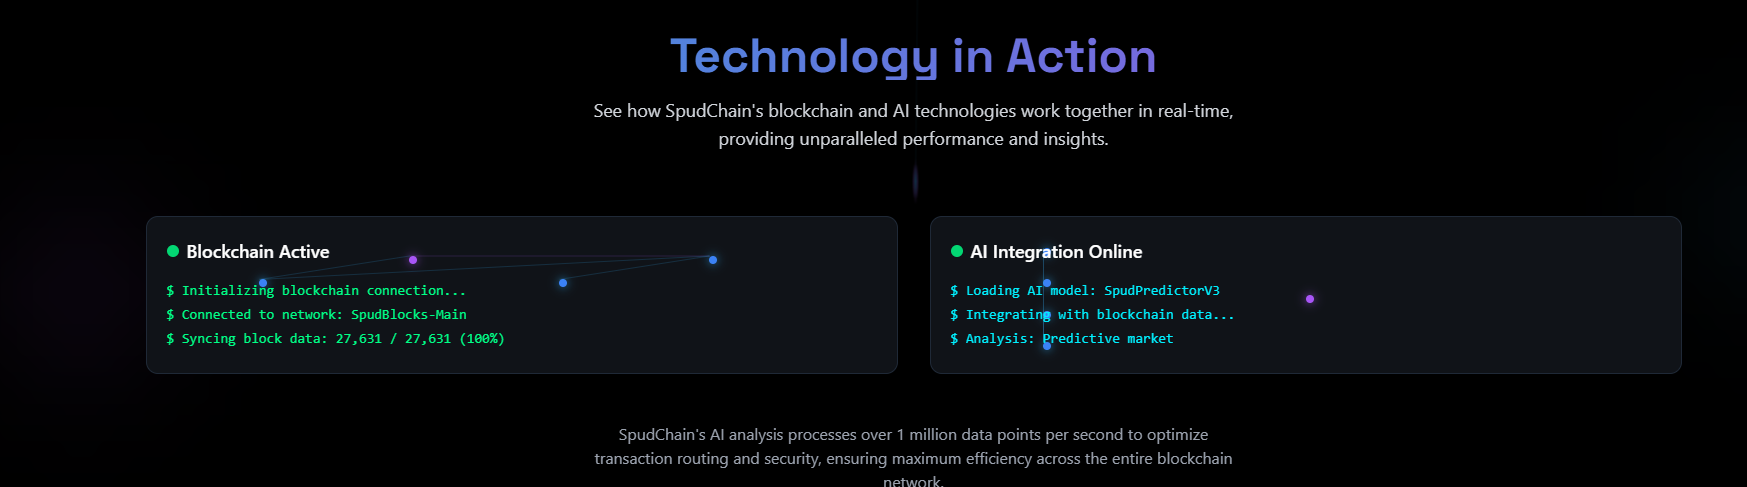 Technology in Action
See how SpudChain's blockchain and AI technologies work together in real-time,
providing unparalleled performance and insights.
Blockchain Active
$ Initializing blockchain connection...
$ Connected to network: SpudBlocks-Main
$ Syncing block data: 27,631 / 27,631 (100%)
AI Integration Online
$ Loading AI model: SpudPredictorV3
$ Integrating with blockchain data...
$ Analysis: Predictive market
SpudChain's AI analysis processes over 1 million data points per second to optimize
transaction routing and security, ensuring maximum efficiency across the entire blockchain
network.